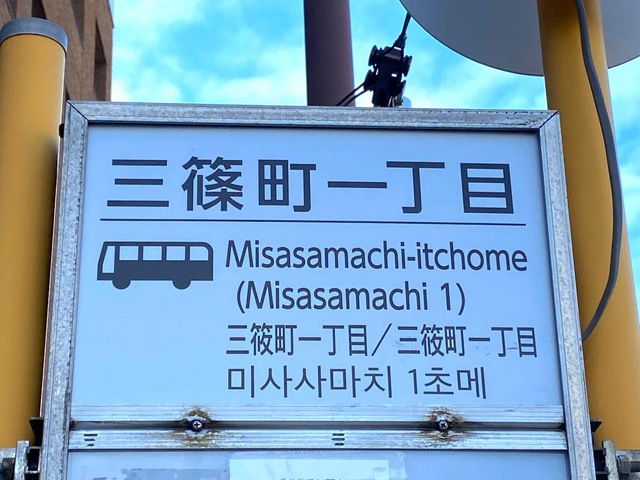 三篠町一丁目
Misasamachi-itchome
(Misasamachi 1)
三筱町一丁目／三篠町一丁目
미사사마치 1초메